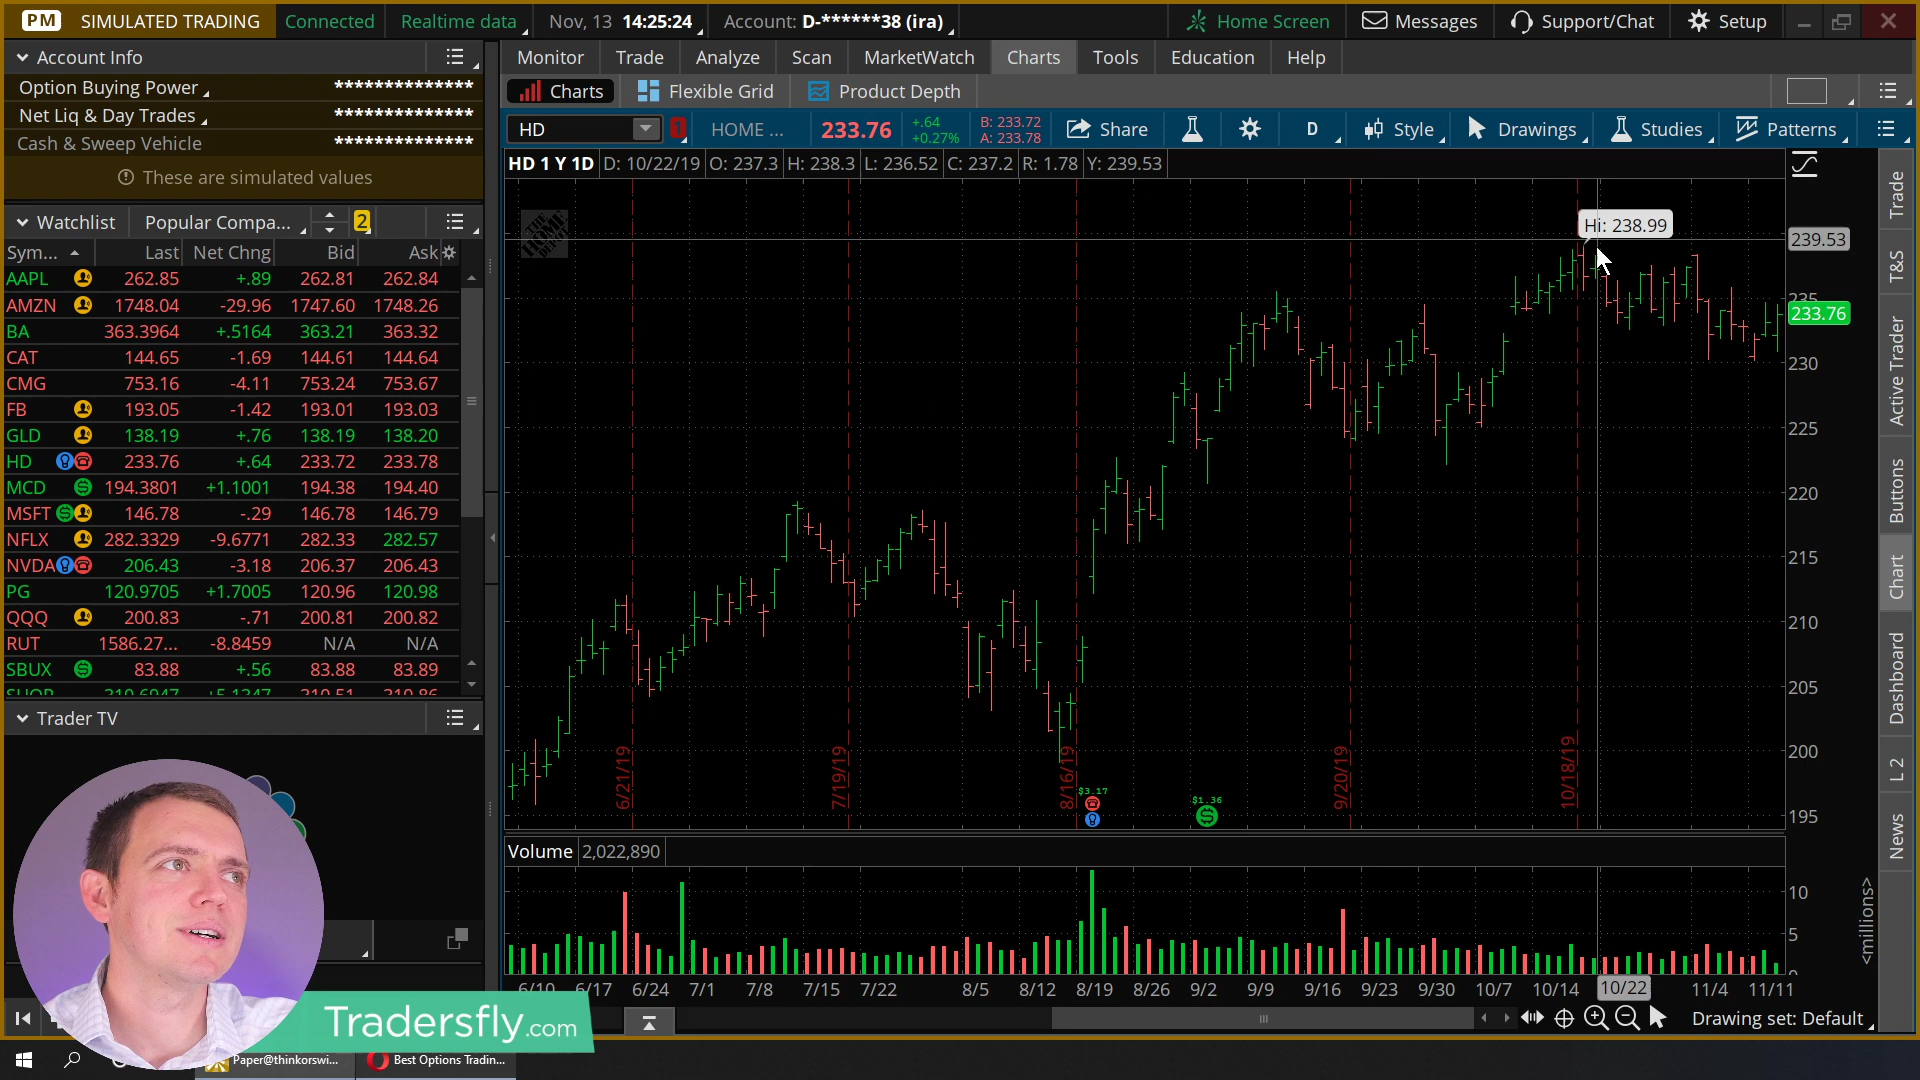 PM SIMULATED TRADING Connected Realtime data Nov, 13 14:25:24 Account: D-******38 (ira) Home Screen Messages Support/Chat Setup
Account Info
Option Buying Power **************
Net Liq & Day Trades **************
Cash & Sweep Vehicle **************
These are simulated values
Watchlist Popular Compa... 2
Sym... Last Net Chng Bid Ask
AAPL 262.85 +.89 262.81 262.84
AMZN 1748.04 -29.96 1747.60 1748.26
BA 363.3964 +.5164 363.21 363.32
CAT 144.65 -1.69 144.61 144.64
CMG 753.16 -4.11 753.24 753.67
FB 193.05 -1.42 193.01 193.03
GLD 138.19 +.76 138.19 138.20
HD 233.76 +.64 233.72 233.78
MCD 194.3801 +1.1001 194.38 194.40
MSFT 146.78 -.29 146.78 146.79
NFLX 282.3329 -9.6771 282.33 282.57
NVDA 206.43 -3.18 206.37 206.43
PG 120.9705 +1.7005 120.96 120.98
QQQ 200.83 -.71 200.81 200.82
RUT 1586.27... -8.8459 N/A N/A
SBUX 83.88 +.56 83.88 83.89
Trader TV
Tradersfly.com
Paper@thinkorswi... Best Options Tradin...
Monitor Trade Analyze Scan MarketWatch Charts Tools Education Help
Charts Flexible Grid Product Depth
HD 1 HOME ... 233.76 +.64 +0.27% B: 233.72 A: 233.78 Share D Style Drawings Studies Patterns
HD 1 Y 1D D: 10/22/19 O: 237.3 H: 238.3 L: 236.52 C: 237.2 R: 1.78 Y: 239.53
Hi: 238.99
239.53
235
233.76
230
225
220
215
210
205
200
195
6/21/19 7/19/19 8/16/19 9/20/19 10/18/19
$3.17 $1.36
Volume 2,022,890
10
5
0
<millions>
6/10 6/17 6/24 7/1 7/8 7/15 7/22 8/5 8/12 8/19 8/26 9/2 9/9 9/16 9/23 9/30 10/7 10/14 10/22 11/4 11/11
Drawing set: Default
Trade
T&S
Active Trader
Buttons
Chart
Dashboard
L 2
News